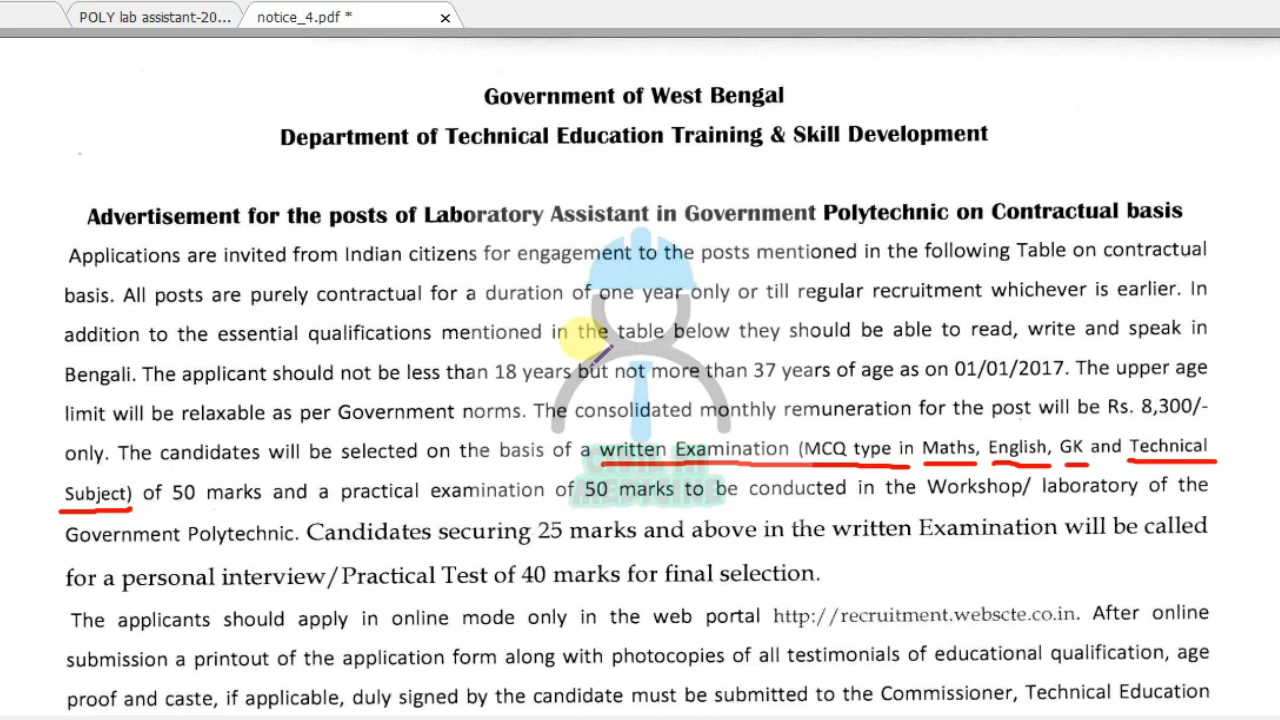 POLY lab assistant-20...
notice_4.pdf *
Government of West Bengal
Department of Technical Education Training & Skill Development
Advertisement for the posts of Laboratory Assistant in Government Polytechnic on Contractual basis
Applications are invited from Indian citizens for engagement to the posts mentioned in the following Table on contractual
basis. All posts are purely contractual for a duration of one year only or till regular recruitment whichever is earlier. In
addition to the essential qualifications mentioned in the table below they should be able to read, write and speak in
Bengali. The applicant should not be less than 18 years but not more than 37 years of age as on 01/01/2017. The upper age
limit will be relaxable as per Government norms. The consolidated monthly remuneration for the post will be Rs. 8,300/-
only. The candidates will be selected on the basis of a written Examination (MCQ type in Maths, English, GK and Technical
Subject) of 50 marks and a practical examination of 50 marks to be conducted in the Workshop/ laboratory of the
Government Polytechnic. Candidates securing 25 marks and above in the written Examination will be called
for a personal interview/Practical Test of 40 marks for final selection.
The applicants should apply in online mode only in the web portal http://recruitment.webscte.co.in. After online
submission a printout of the application form along with photocopies of all testimonials of educational qualification, age
proof and caste, if applicable, duly signed by the candidate must be submitted to the Commissioner, Technical Education